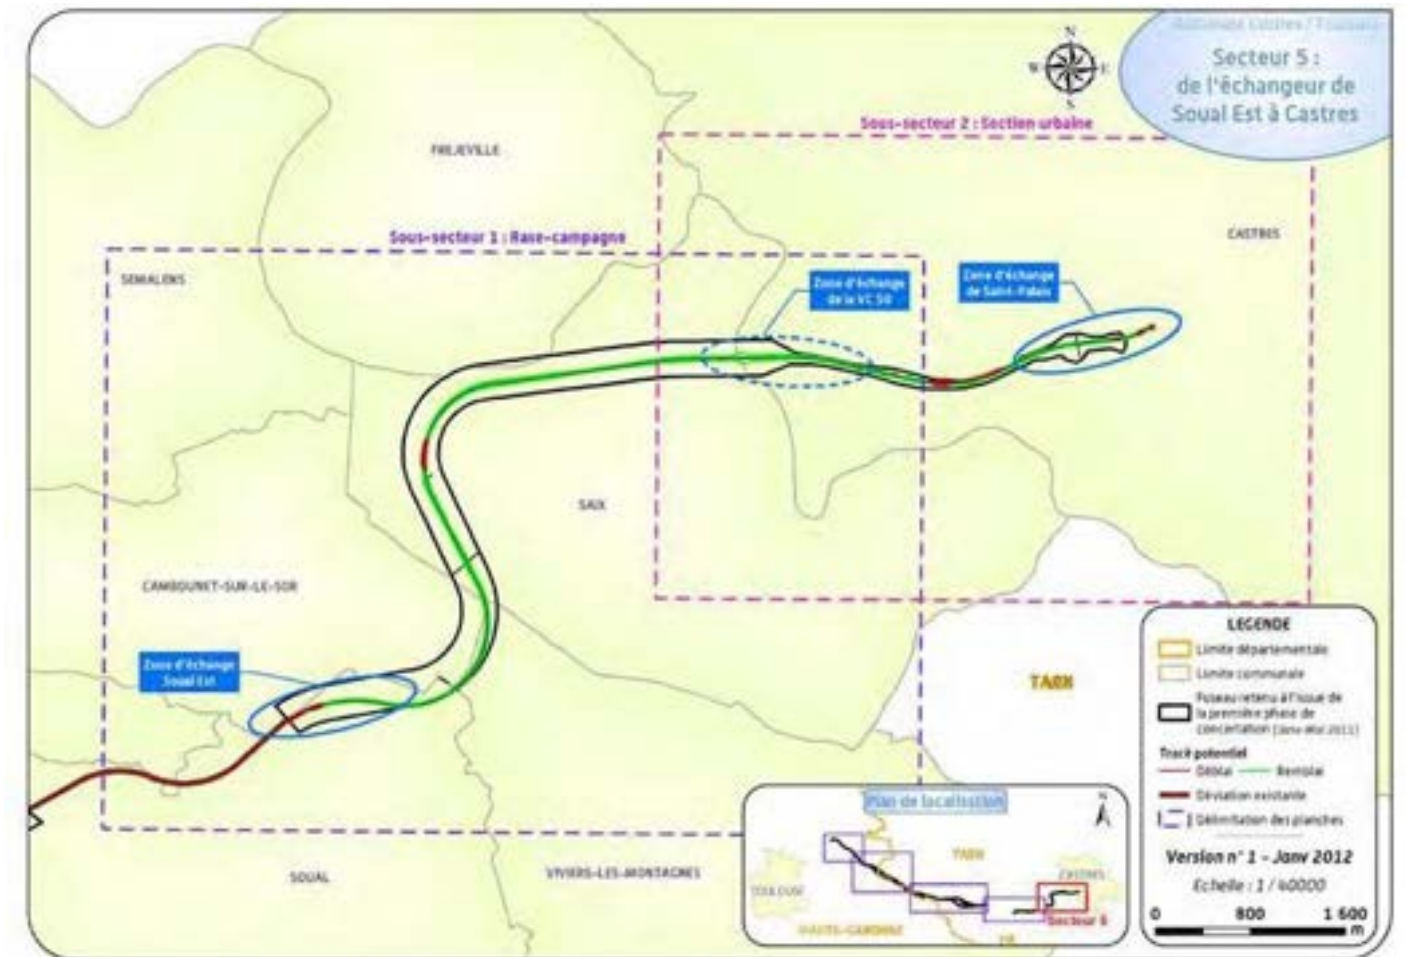 Secteur 5 :
de l'échangeur de
Soual Est à Castres
N
W
E
S
Sous-secteur 2 : Section urbaine
FREJEVILLE
Sous-secteur 1 : Rase-campagne
CASTRES
SEMALENS
Zone d'échange
de la VC 50
Zone d'échange
de Saint-Palais
SAIX
CAMBOUNET-SUR-LE-SOR
Zone d'échange
Soual Est
TARN
SOUAL
VIVIERS-LES-MONTAGNES
LEGENDE
Limite départementale
Limite communale
Fuseau retenu à l'issue de
la première phase de
concertation
Tracé potentiel
Déblai
Remblai
Déviation existante
Délimitation des planches
Version n° 1 - Janv 2012
Echelle : 1 / 40000
0 800 1 600
m
Plan de localisation
N
TARN
TOULOUSE
CASTRES
HAUTE-GARONNE